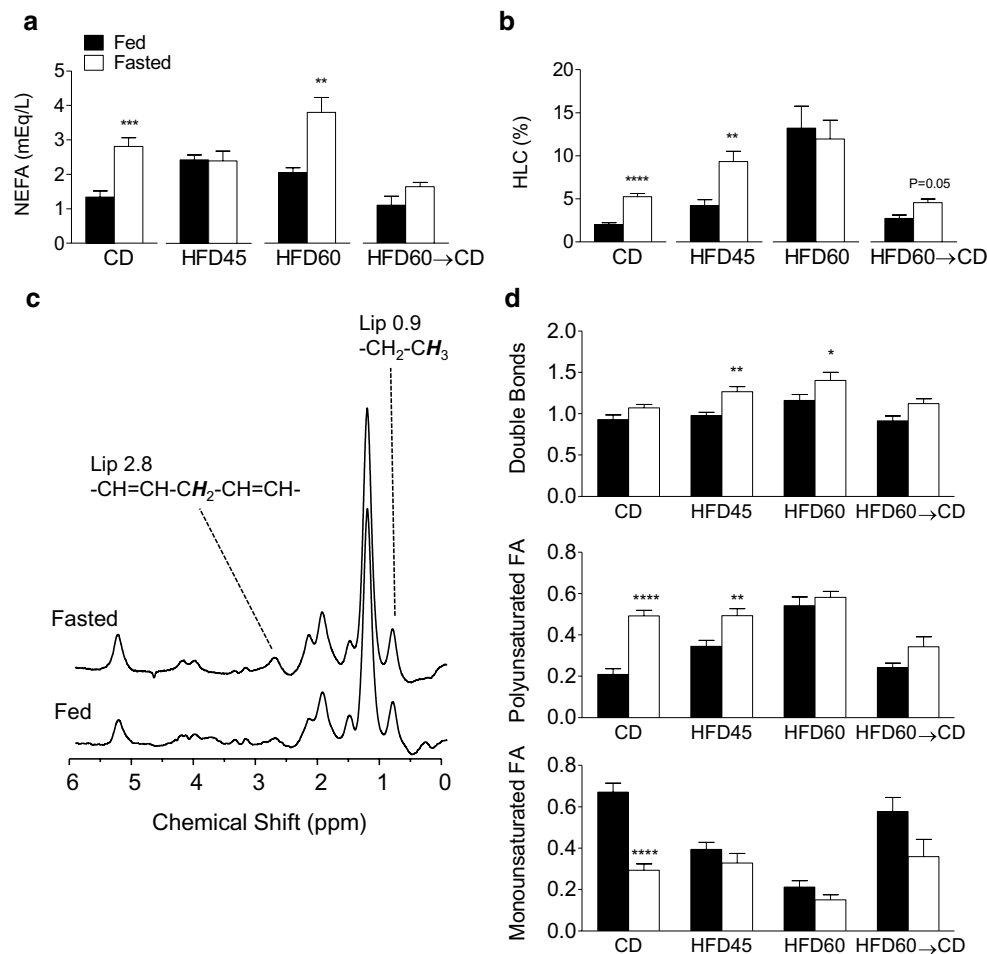 a
Fed
Fasted
NEFA (mEq/L)
5
4
3
2
1
0
***
**
CD
HFD45
HFD60
HFD60→CD
b
HLC (%)
20
15
10
5
0
****
**
P=0.05
CD
HFD45
HFD60
HFD60→CD
c
Lip 0.9
-CH₂-CH₃
Lip 2.8
-CH=CH-CH₂-CH=CH-
Fasted
Fed
6
5
4
3
2
1
0
Chemical Shift (ppm)
d
Double Bonds
2.0
1.5
1.0
0.5
0.0
**
*
CD
HFD45
HFD60
HFD60→CD
Polyunsaturated FA
0.8
0.6
0.4
0.2
0.0
****
**
CD
HFD45
HFD60
HFD60→CD
Monounsaturated FA
0.8
0.6
0.4
0.2
0.0
****
CD
HFD45
HFD60
HFD60→CD